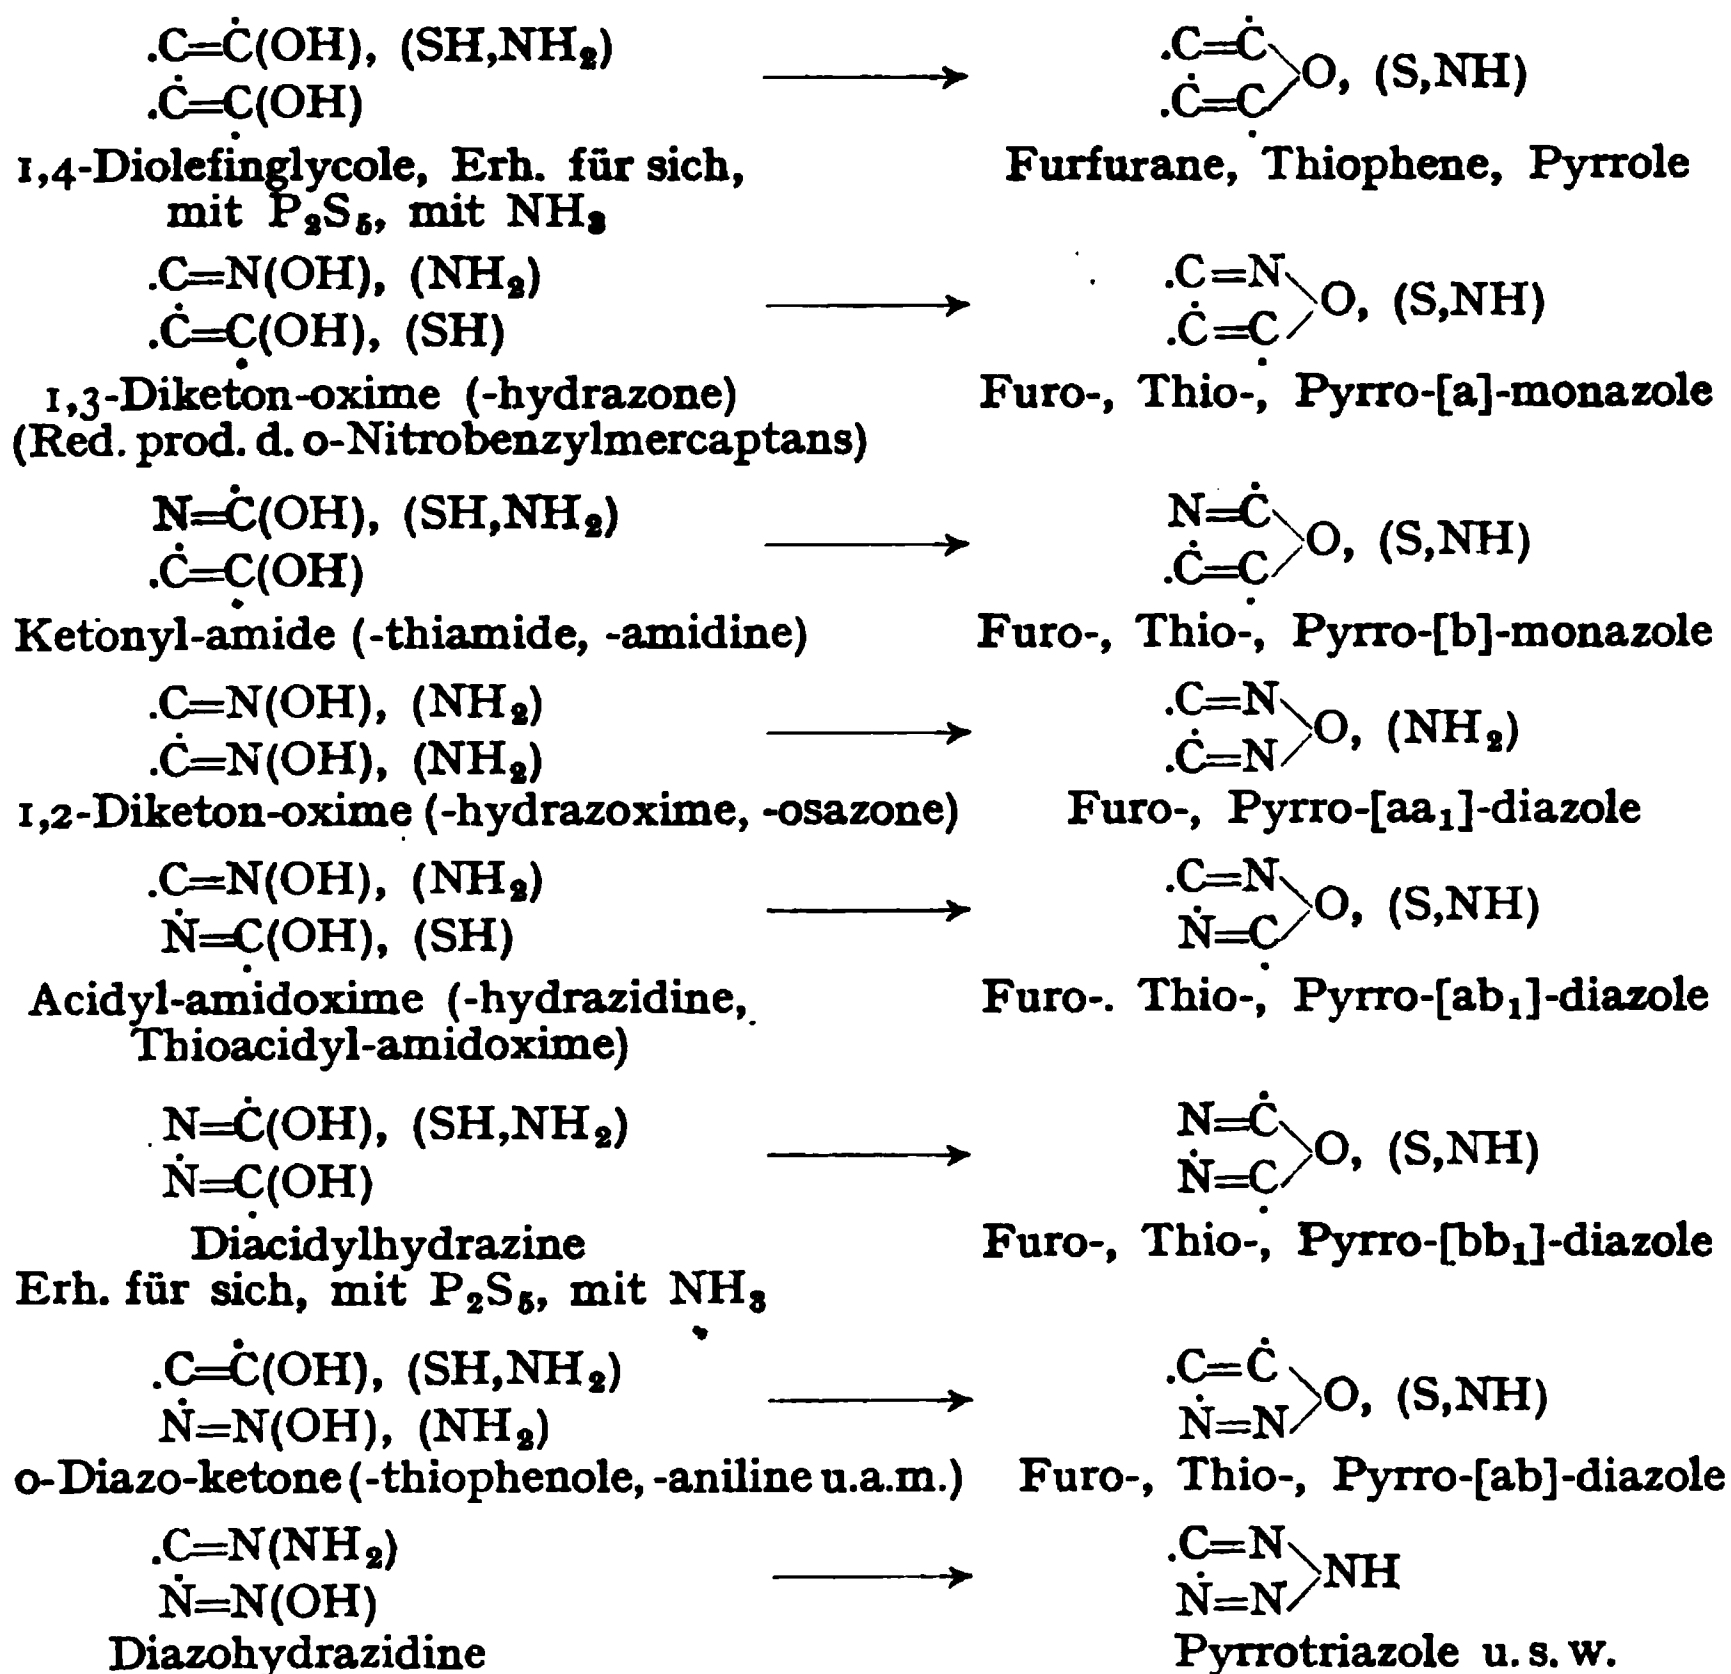 .C=Ċ(OH), (SH,NH₂) ⟶ .C=Ċ
.Ċ=C(OH) .Ċ=C O, (S,NH)
1,4-Diolefinglycole, Erh. für sich, Furfurane, Thiophene, Pyrrole
mit P₂S₅, mit NH₃
.C=N(OH), (NH₂) ⟶ .C=N
.Ċ=C(OH), (SH) .Ċ=C O, (S,NH)
1,3-Diketon-oxime (-hydrazone) Furo-, Thio-, Pyrro-[a]-monazole
(Red. prod. d. o-Nitrobenzylmercaptans)
N=Ċ(OH), (SH,NH₂) ⟶ N=Ċ
.Ċ=C(OH) .Ċ=C O, (S,NH)
Ketonyl-amide (-thiamide, -amidine) Furo-, Thio-, Pyrro-[b]-monazole
.C=N(OH), (NH₂) ⟶ .C=N
.Ċ=N(OH), (NH₂) .Ċ=N O, (NH₂)
1,2-Diketon-oxime (-hydrazoxime, -osazone) Furo-, Pyrro-[aa₁]-diazole
.C=N(OH), (NH₂) ⟶ .C=N
Ṅ=C(OH), (SH) Ṅ=C O, (S,NH)
Acidyl-amidoxime (-hydrazidine, Furo-. Thio-, Pyrro-[ab₁]-diazole
Thioacidyl-amidoxime)
N=Ċ(OH), (SH,NH₂) ⟶ N=Ċ
Ṅ=C(OH) Ṅ=C O, (S,NH)
Diacidylhydrazine Furo-, Thio-, Pyrro-[bb₁]-diazole
Erh. für sich, mit P₂S₅, mit NH₃
.C=Ċ(OH), (SH,NH₂) ⟶ .C=Ċ
Ṅ=N(OH), (NH₂) Ṅ=N O, (S,NH)
o-Diazo-ketone (-thiophenole, -aniline u.a.m.) Furo-, Thio-, Pyrro-[ab]-diazole
.C=N(NH₂) ⟶ .C=N
Ṅ=N(OH) Ṅ=N NH
Diazohydrazidine Pyrrotriazole u. s. w.